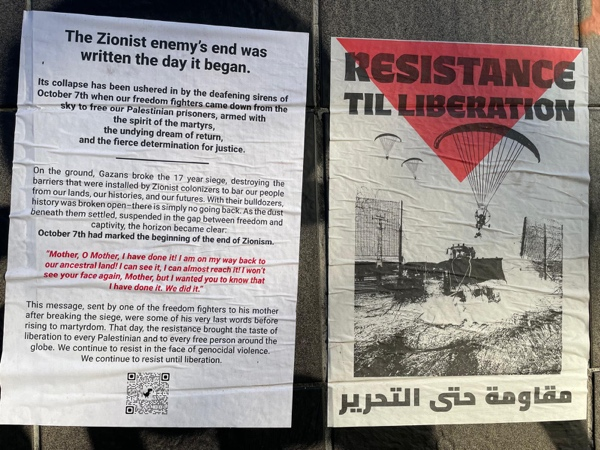 The Zionist enemy's end was
written the day it began.
Its collapse has been ushered in by the deafening sirens of
October 7th when our freedom fighters came down from the
sky to free our Palestinian prisoners, armed with
the spirit of the martyrs,
the undying dream of return,
and the fierce determination for justice.
On the ground, Gazans broke the 17 year siege, destroying the
barriers that were installed by Zionist colonizers to bar our people
from our lands, our histories, and our futures. With their bulldozers,
history was broken open–there is simply no going back. As the dust
beneath them settled, suspended in the gap between freedom and
captivity, the horizon became clear:
October 7th had marked the beginning of the end of Zionism.
"Mother, O Mother, I have done it! I am on my way back to
our ancestral land! I can see it, I can almost reach it! I won't
see your face again, Mother, but I wanted you to know that
I have done it. We did it."
This message, sent by one of the freedom fighters to his mother
after breaking the siege, were some of his very last words before
rising to martyrdom. That day, the resistance brought the taste of
liberation to every Palestinian and to every free person around the
globe. We continue to resist in the face of genocidal violence.
We continue to resist until liberation.
RESISTANCE
TIL LIBERATION
مقاومة حتى التحرير